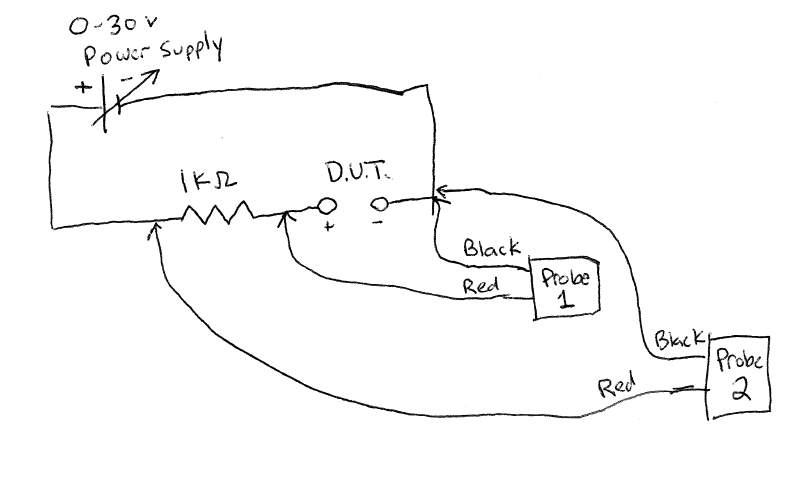 0-30v
Power Supply
+ -
1KΩ
D.U.T.
+ -
Black
Red
Probe
1
Black
Red
Probe
2